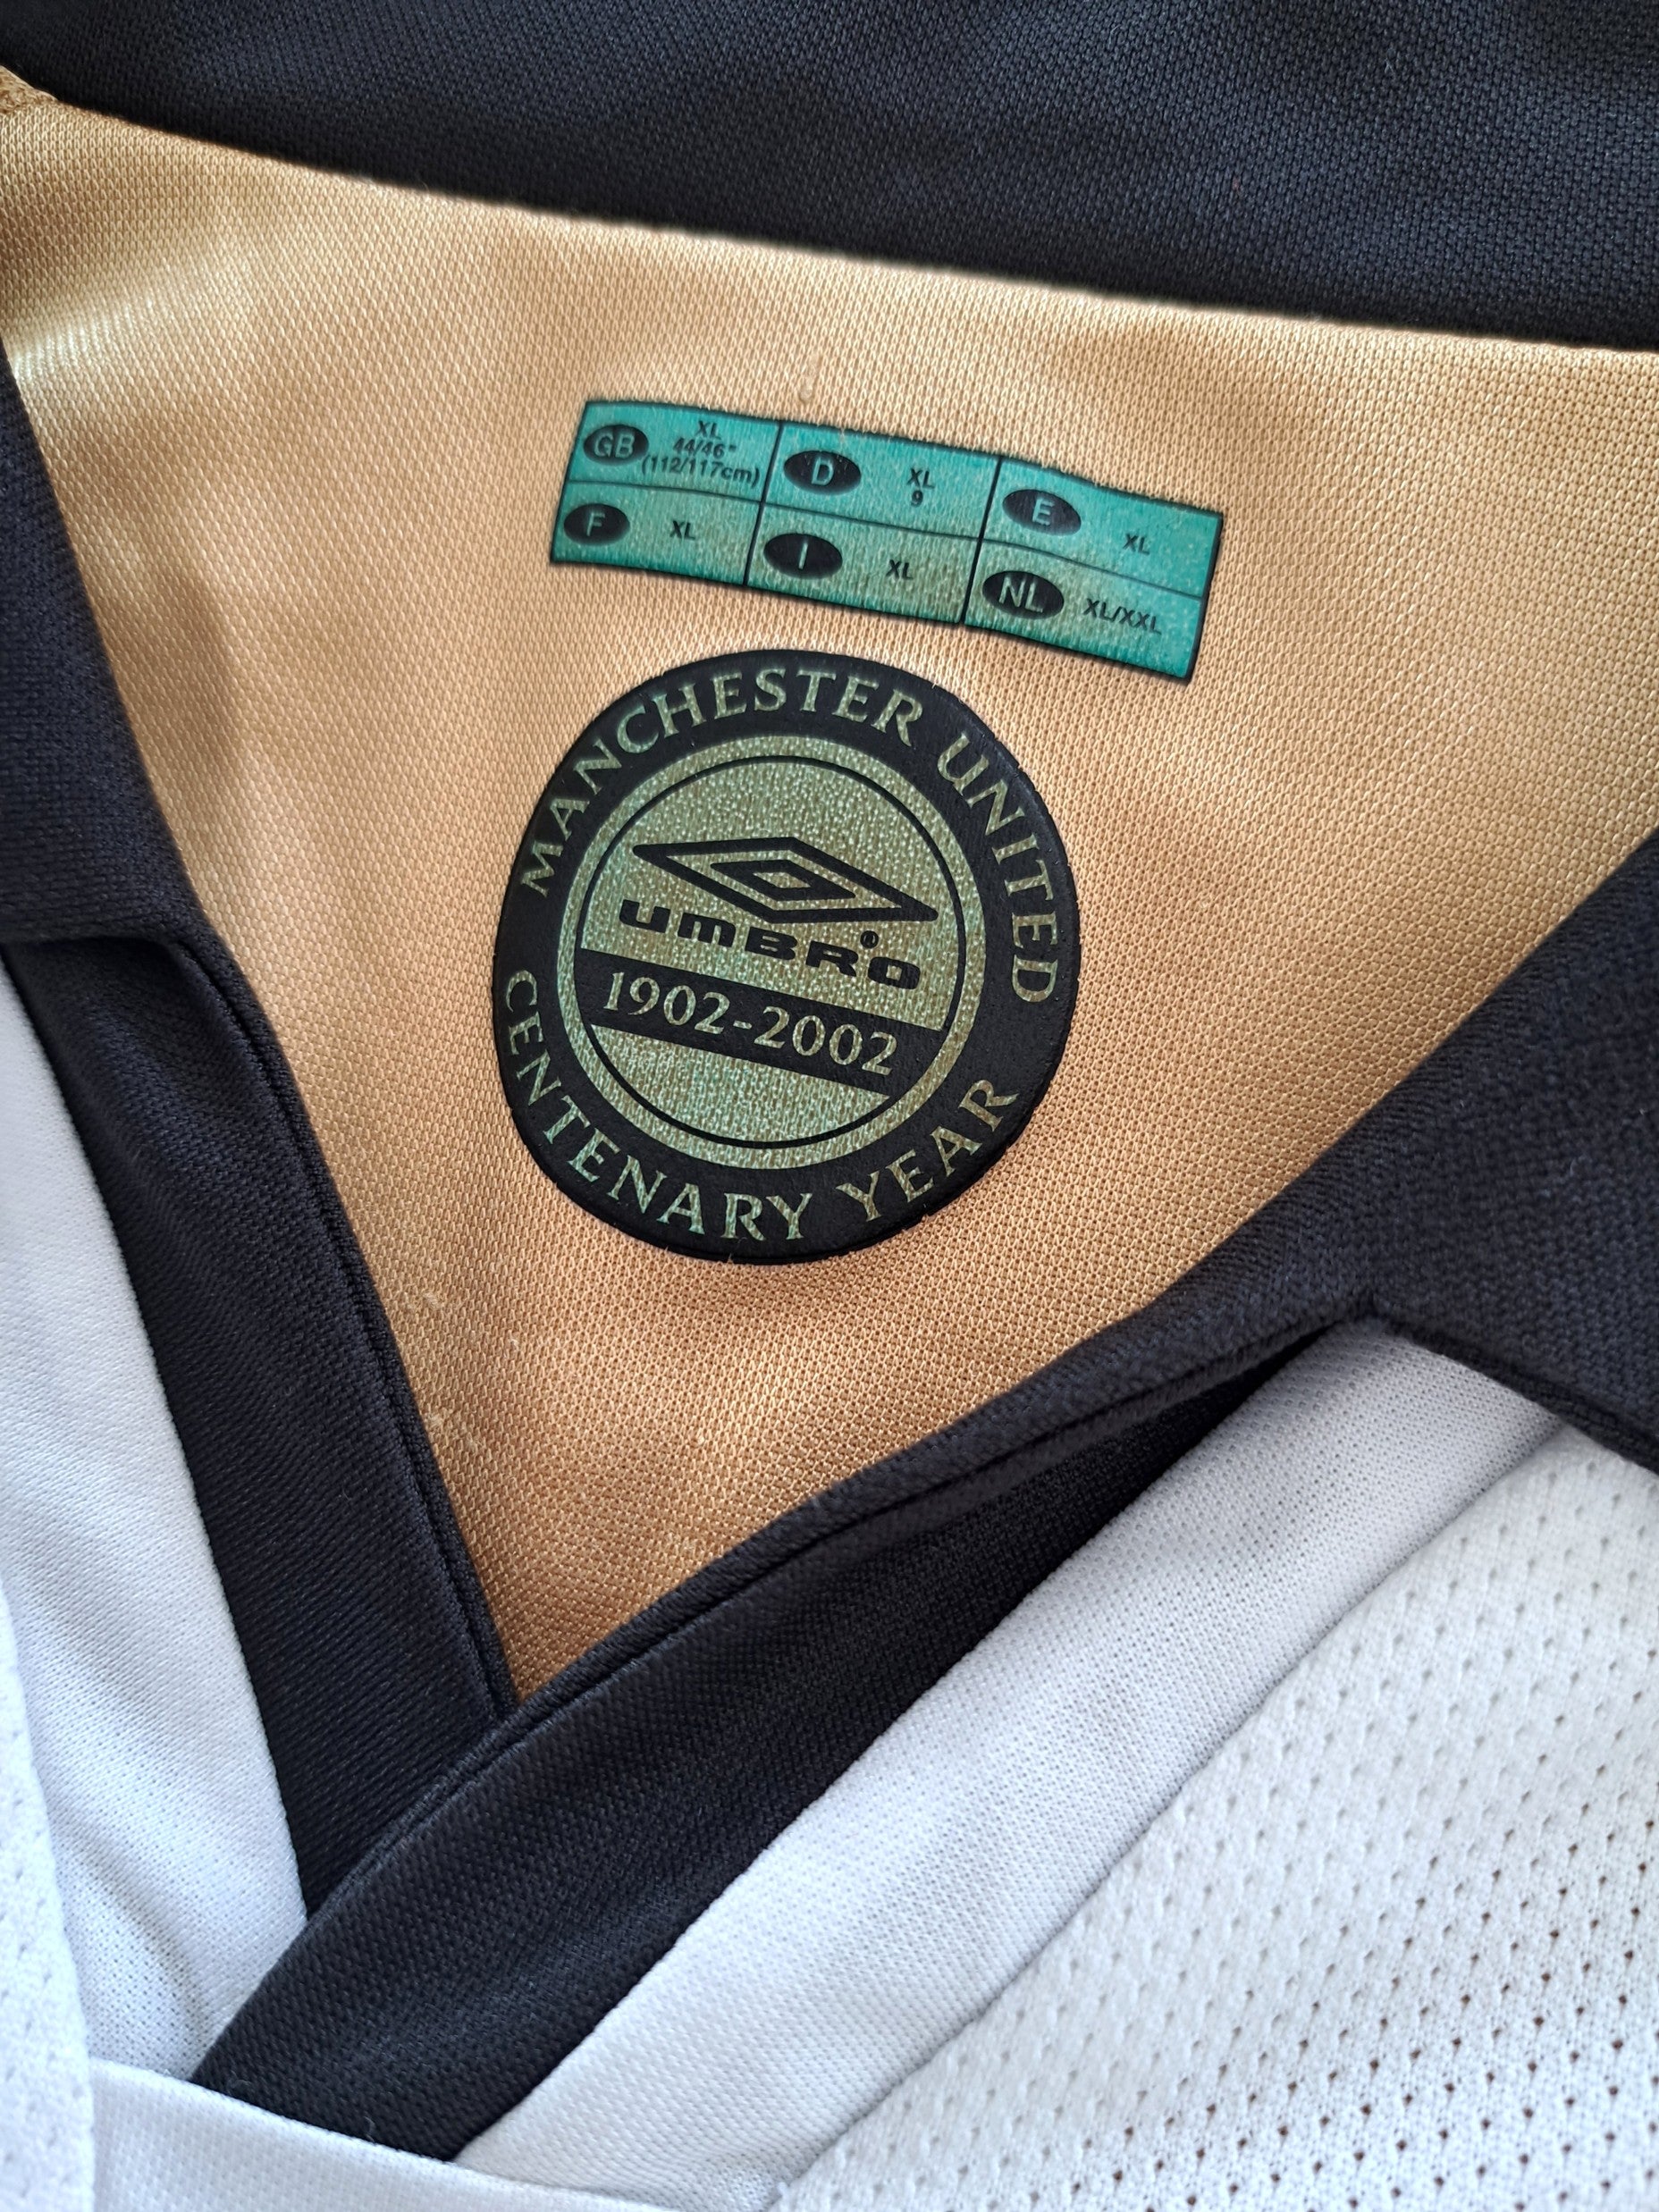 GB XL
44/46"
(112/117cm)
D XL
9
E XL
F XL
I XL
NL XL/XXL
MANCHESTER UNITED
UMBRO®
1902-2002
CENTENARY YEAR